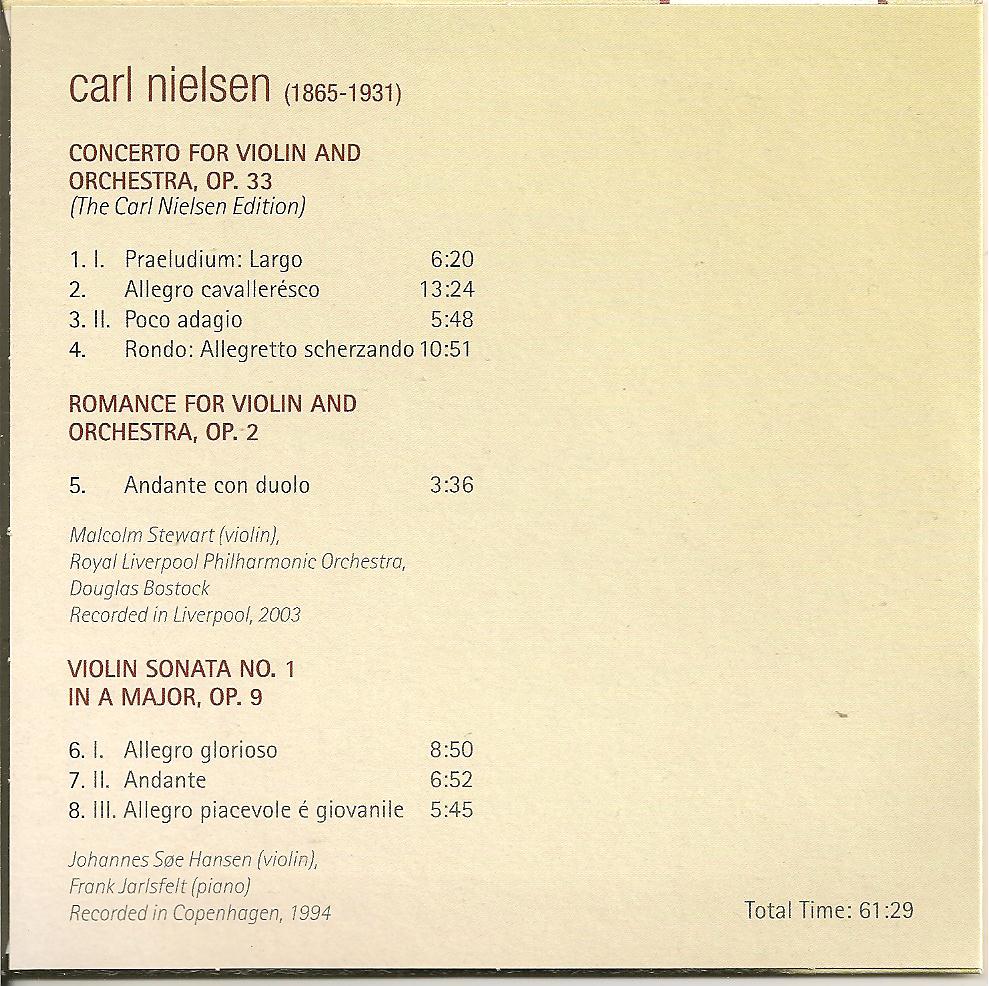 carl nielsen (1865-1931)
CONCERTO FOR VIOLIN AND
ORCHESTRA, OP. 33
(The Carl Nielsen Edition)
1. I. Praeludium: Largo 6:20
2. Allegro cavallerésco 13:24
3. II. Poco adagio 5:48
4. Rondo: Allegretto scherzando 10:51
ROMANCE FOR VIOLIN AND
ORCHESTRA, OP. 2
5. Andante con duolo 3:36
Malcolm Stewart (violin),
Royal Liverpool Philharmonic Orchestra,
Douglas Bostock
Recorded in Liverpool, 2003
VIOLIN SONATA NO. 1
IN A MAJOR, OP. 9
6. I. Allegro glorioso 8:50
7. II. Andante 6:52
8. III. Allegro piacevole é giovanile 5:45
Johannes Søe Hansen (violin),
Frank Jarlsfelt (piano)
Recorded in Copenhagen, 1994
Total Time: 61:29